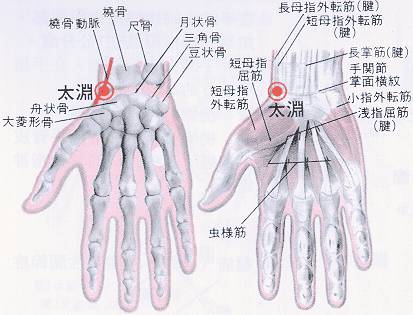 橈骨動脈
橈骨
尺骨
月状骨
三角骨
豆状骨
太淵
舟状骨
大菱形骨
長母指外転筋(腱)
短母指外転筋
(腱)
短母指
屈筋
短母指
外転筋
太淵
長掌筋(腱)
手関節
掌面横紋
小指外転筋
浅指屈筋
(腱)
虫様筋